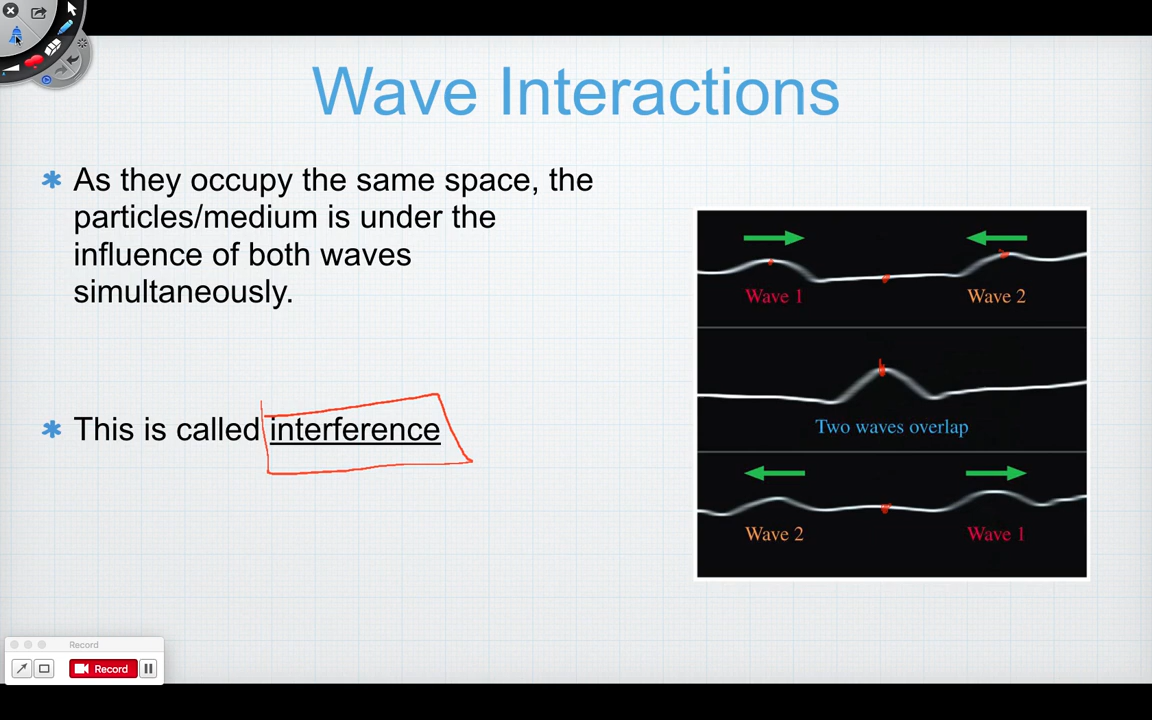 Wave Interactions
As they occupy the same space, the
particles/medium is under the
influence of both waves
simultaneously.
This is called interference
Wave 1
Wave 2
Two waves overlap
Wave 2
Wave 1
Record
Record